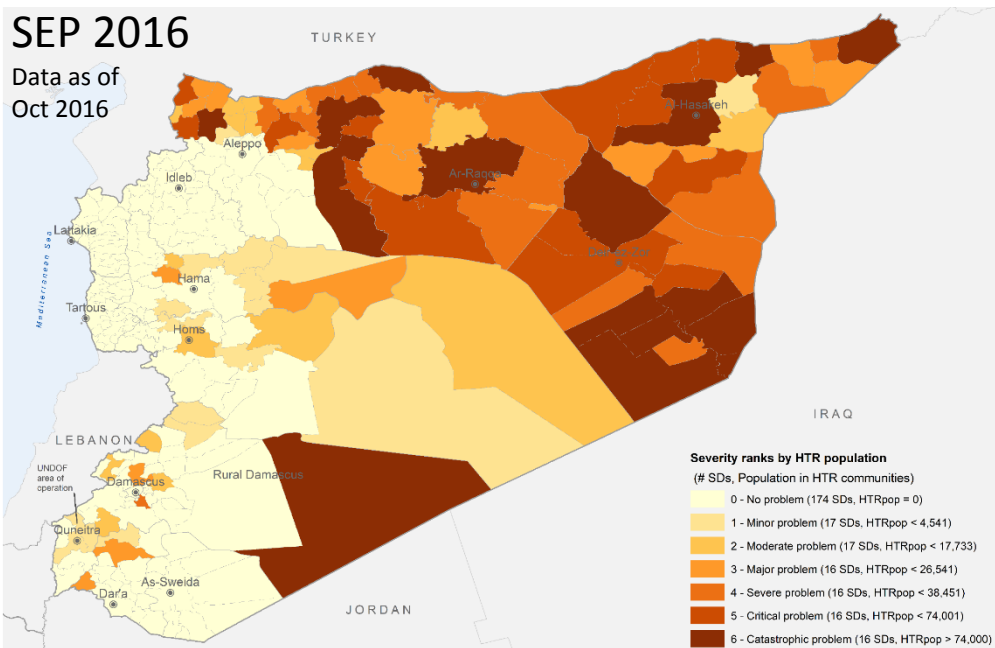 SEP 2016
Data as of
Oct 2016
TURKEY
Al-Hasakeh
Aleppo
Ar-Raqqa
Idleb
Lattakia
Mediterranean Sea
Hama
Tartous
Homs
IRAQ
LEBANON
UNDOF
area of
operation
Rural Damascus
Damascus
Quneitra
As-Sweida
Dar'a
JORDAN
Severity ranks by HTR population
(# SDs, Population in HTR communities)
0 - No problem (174 SDs, HTRpop = 0)
1 - Minor problem (17 SDs, HTRpop < 4,541)
2 - Moderate problem (17 SDs, HTRpop < 17,733)
3 - Major problem (16 SDs, HTRpop < 26,541)
4 - Severe problem (16 SDs, HTRpop < 38,451)
5 - Critical problem (16 SDs, HTRpop < 74,001)
6 - Catastrophic problem (16 SDs, HTRpop > 74,000)